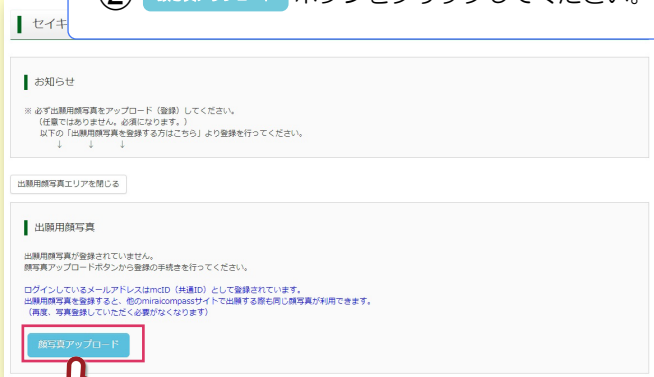 ② 顔写真アップロード ボタンをクリックしてください。
セイキ
お知らせ
※ 必ず出願用顔写真をアップロード（登録）してください。
（任意ではありません。必須になります。）
以下の「出願用顔写真を登録する方はこちら」より登録を行ってください。
↓ ↓ ↓
出願用顔写真エリアを閉じる
出願用顔写真
出願用顔写真が登録されていません。
顔写真アップロードボタンから登録の手続きを行ってください。
ログインしているメールアドレスはmcID（共通ID）として登録されています。
出願用顔写真を登録すると、他のmiraicompassサイトで出願する際も同じ顔写真が利用できます。
（再度、写真登録していただく必要がなくなります）
顔写真アップロード